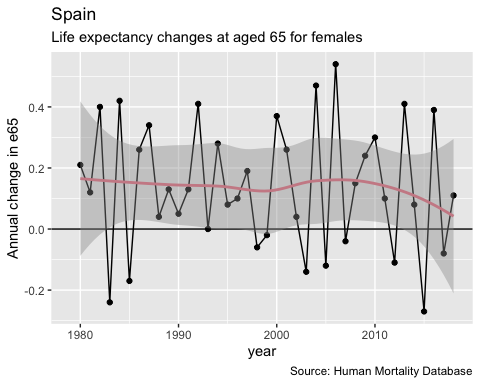 Spain
Life expectancy changes at aged 65 for females
Annual change in e65
0.4
0.2
0.0
-0.2
1980 1990 2000 2010
year
Source: Human Mortality Database